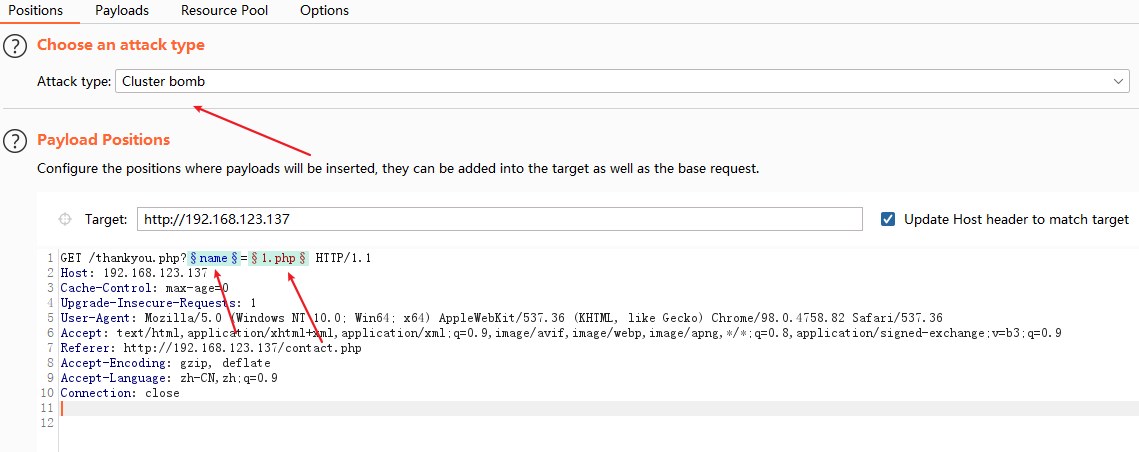 Positions Payloads Resource Pool Options
? Choose an attack type
Attack type: Cluster bomb
? Payload Positions
Configure the positions where payloads will be inserted, they can be added into the target as well as the base request.
Target: http://192.168.123.137 Update Host header to match target
1 GET /thankyou.php?§name§=§1.php§ HTTP/1.1
2 Host: 192.168.123.137
3 Cache-Control: max-age=0
4 Upgrade-Insecure-Requests: 1
5 User-Agent: Mozilla/5.0 (Windows NT 10.0; Win64; x64) AppleWebKit/537.36 (KHTML, like Gecko) Chrome/98.0.4758.82 Safari/537.36
6 Accept: text/html,application/xhtml+xml,application/xml;q=0.9,image/avif,image/webp,image/apng,*/*;q=0.8,application/signed-exchange;v=b3;q=0.9
7 Referer: http://192.168.123.137/contact.php
8 Accept-Encoding: gzip, deflate
9 Accept-Language: zh-CN,zh;q=0.9
10 Connection: close
11
12